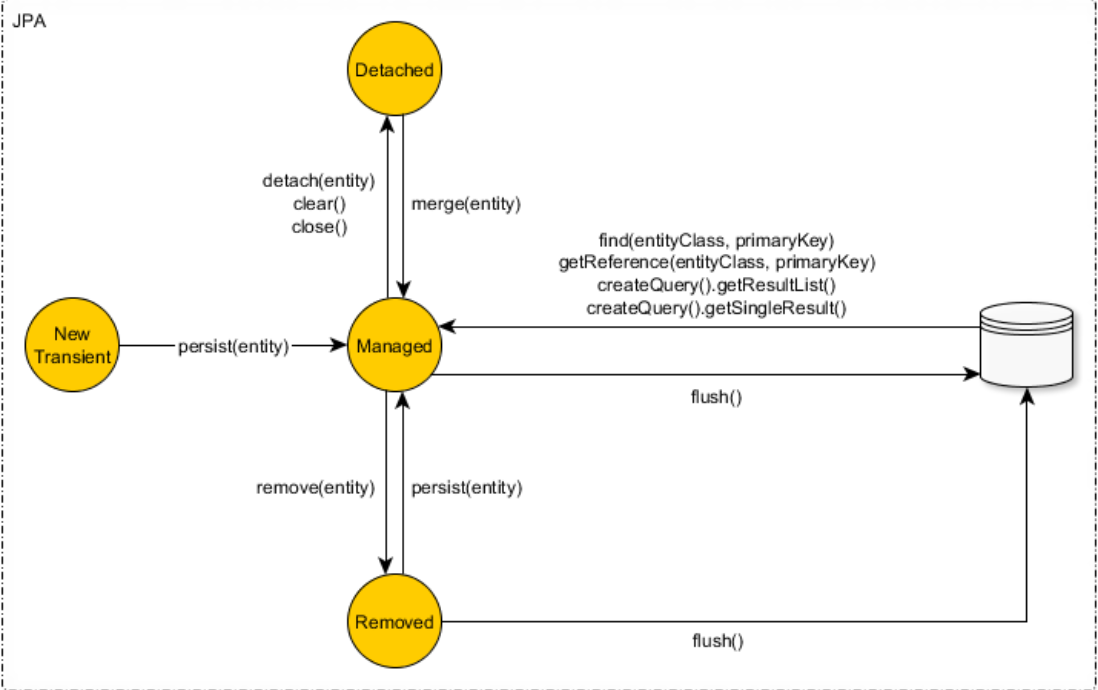 JPA
Detached
detach(entity)
clear()
close()
merge(entity)
find(entityClass, primaryKey)
getReference(entityClass, primaryKey)
createQuery().getResultList()
createQuery().getSingleResult()
New
Transient
persist(entity)
Managed
flush()
remove(entity)
persist(entity)
Removed
flush()